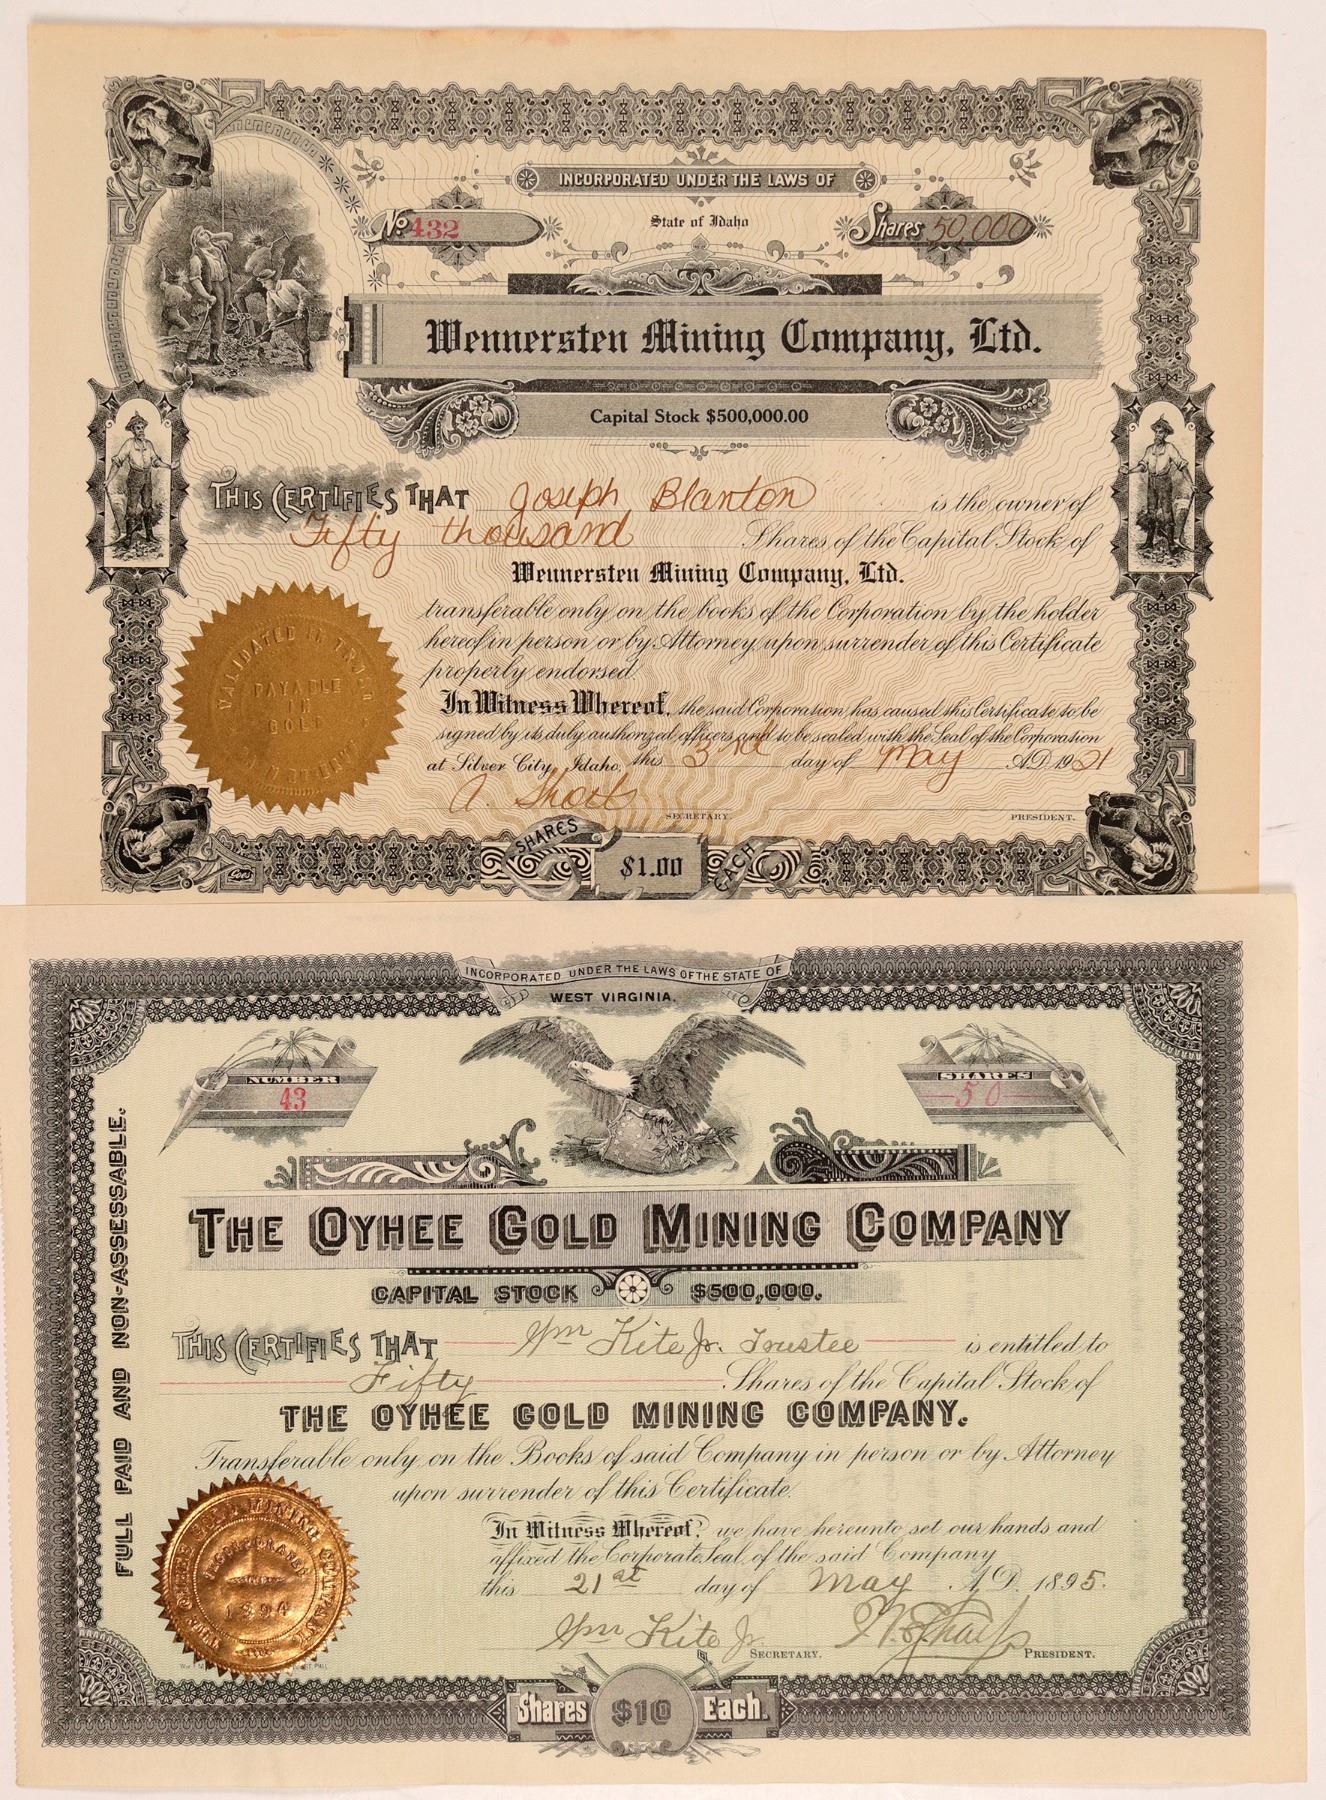 INCORPORATED UNDER THE LAWS OF
State of Idaho
No 432
Shares 50,000
Wennersten Mining Company, Ltd.
Capital Stock $500,000.00
THIS CERTIFIES THAT Joseph Blanton is the owner of
Fifty thousand Shares of the Capital Stock of
Wennersten Mining Company, Ltd.
transferable only on the books of the Corporation by the holder
hereof in person or by Attorney upon surrender of this Certificate
properly endorsed.
In Witness Whereof, the said Corporation has caused this Certificate to be
signed by its duly authorized officers and to be sealed with the Seal of the Corporation
at Silver City, Idaho, this 3rd day of May A.D. 1921
PAYABLE
IN
GOLD
A.
SECRETARY.
PRESIDENT.
SHARES $1.00 EACH
INCORPORATED UNDER THE LAWS OF THE STATE OF
WEST VIRGINIA.
NUMBER
43
SHARES
50
FULL PAID AND NON-ASSESSABLE.
THE OYHEE GOLD MINING COMPANY
CAPITAL STOCK $500,000.
THIS CERTIFIES THAT Wm Kite Jr. Trustee is entitled to
Fifty Shares of the Capital Stock of
THE OYHEE GOLD MINING COMPANY.
Transferable only on the Books of said Company in person or by Attorney
upon surrender of this Certificate.
In Witness Whereof, we have hereunto set our hands and
affixed the Corporate Seal of the said Company
this 21st day of May A.D. 1895.
THE OYHEE GOLD MINING COMPANY
INCORPORATED
1894
Wm Kite Jr. SECRETARY.
PRESIDENT.
Shares $10 Each.